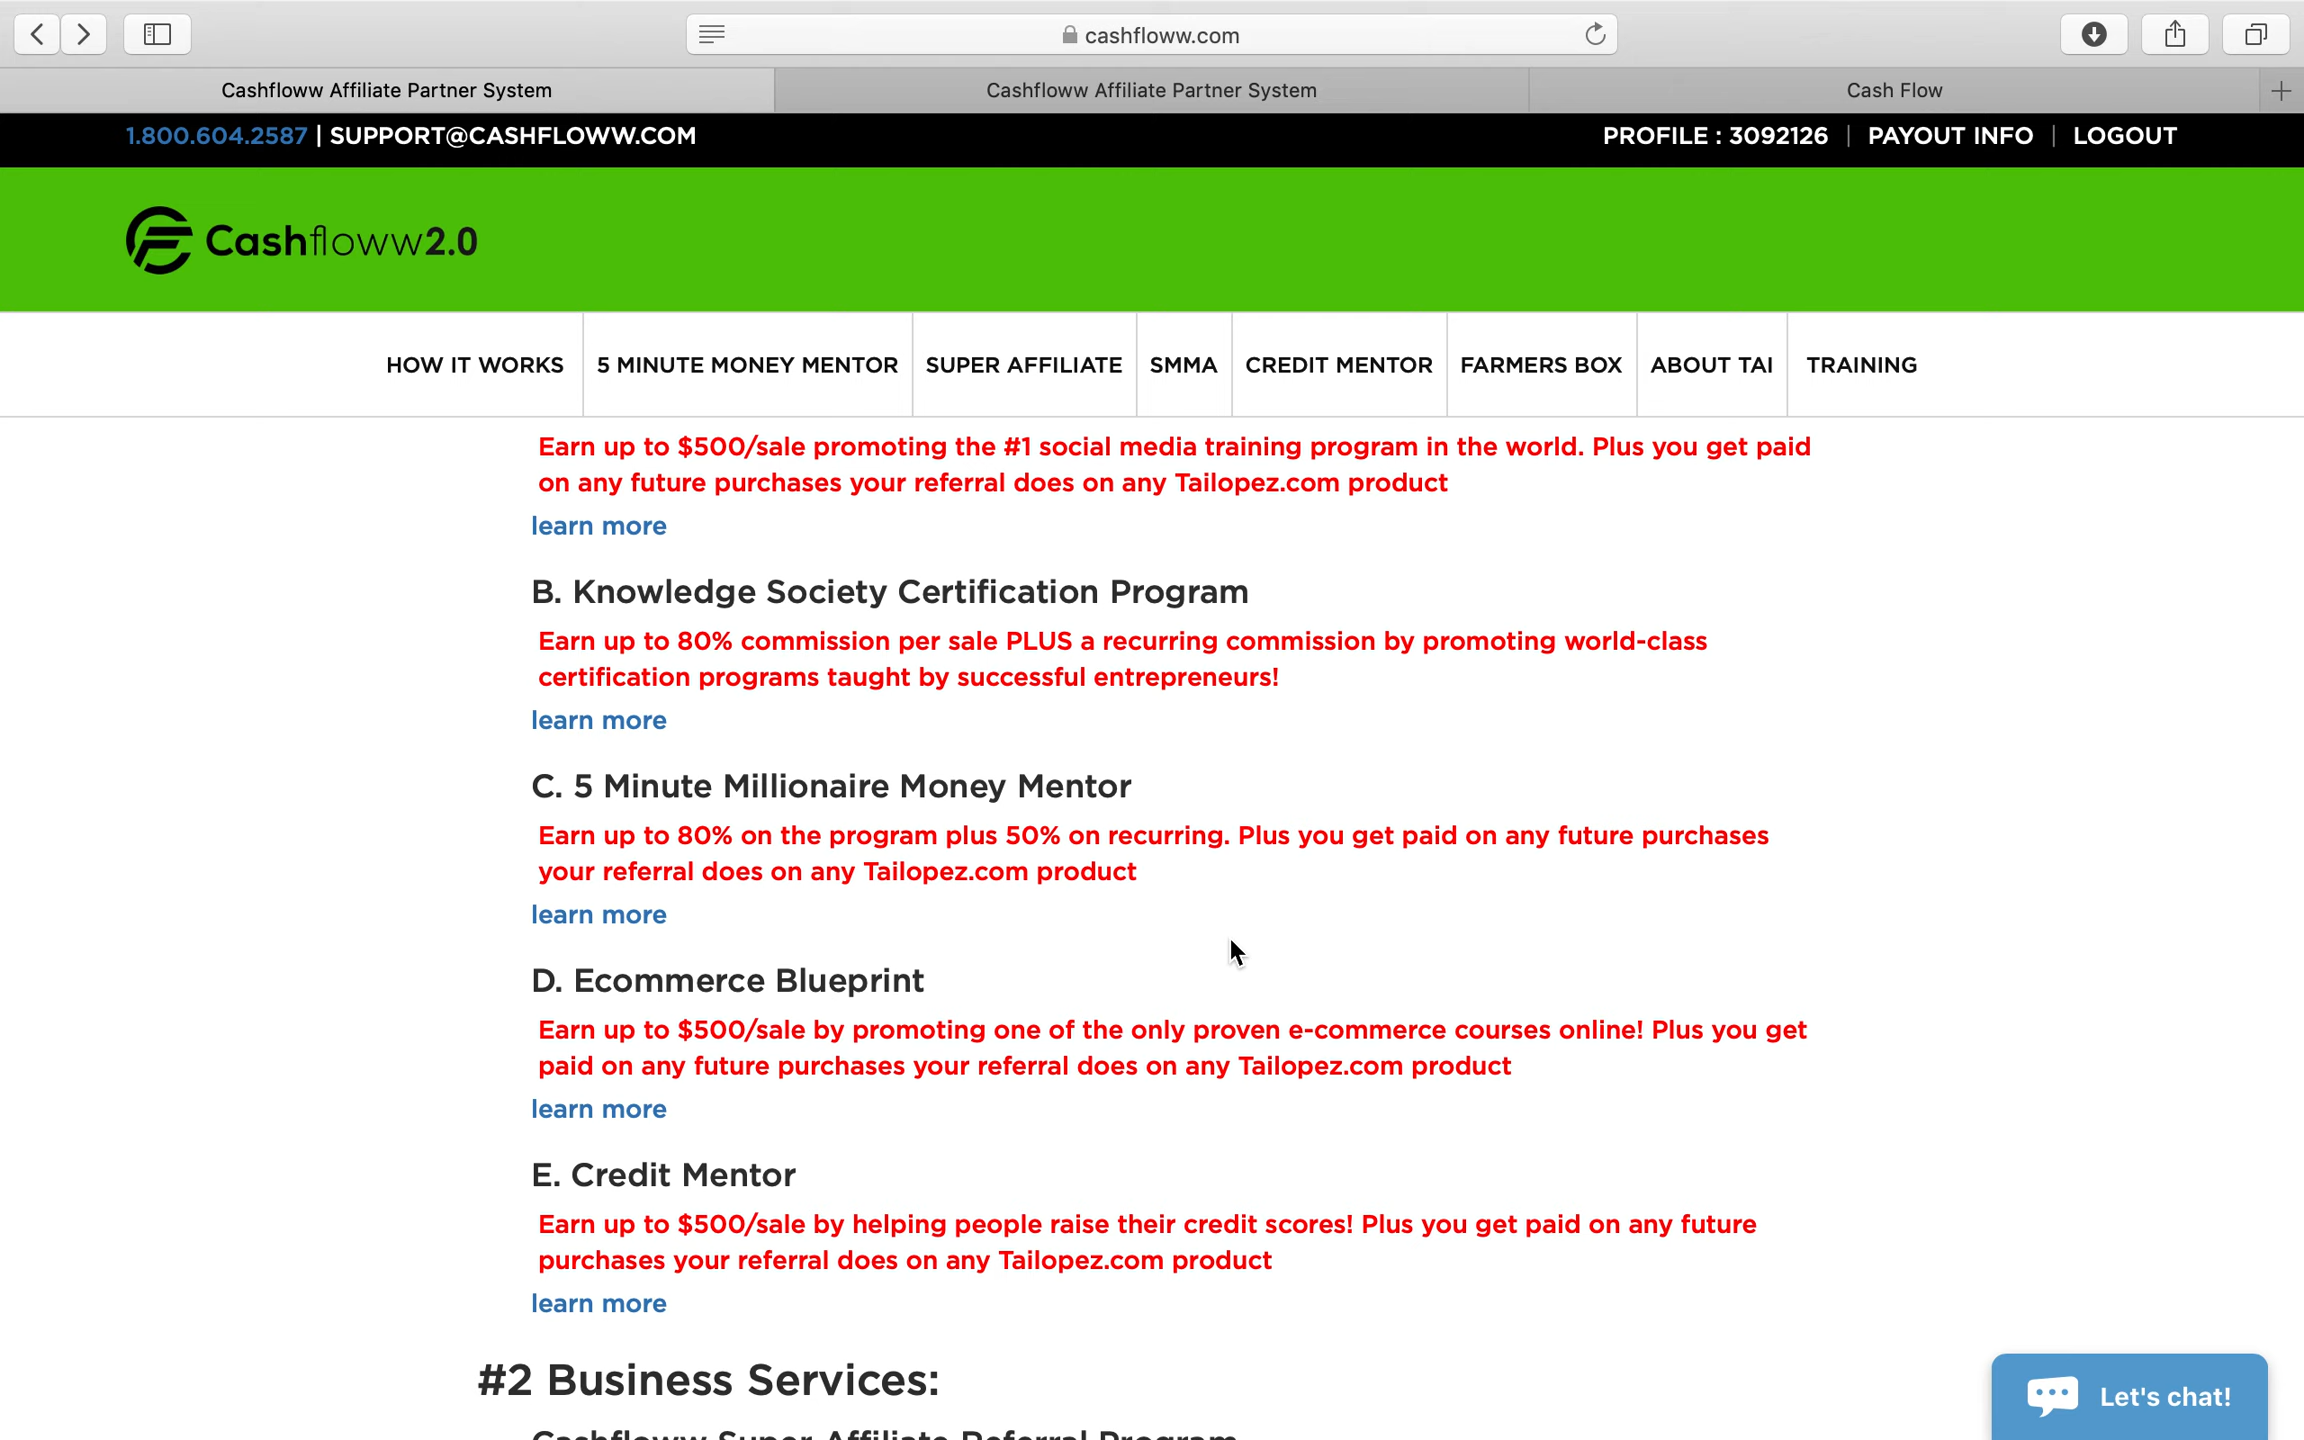 cashfloww.com
Cashfloww Affiliate Partner System
Cashfloww Affiliate Partner System
Cash Flow
1.800.604.2587 | SUPPORT@CASHFLOWW.COM
PROFILE : 3092126 | PAYOUT INFO | LOGOUT
Cashfloww2.0
HOW IT WORKS
5 MINUTE MONEY MENTOR
SUPER AFFILIATE
SMMA
CREDIT MENTOR
FARMERS BOX
ABOUT TAI
TRAINING
Earn up to $500/sale promoting the #1 social media training program in the world. Plus you get paid
on any future purchases your referral does on any Tailopez.com product
learn more
B. Knowledge Society Certification Program
Earn up to 80% commission per sale PLUS a recurring commission by promoting world-class
certification programs taught by successful entrepreneurs!
learn more
C. 5 Minute Millionaire Money Mentor
Earn up to 80% on the program plus 50% on recurring. Plus you get paid on any future purchases
your referral does on any Tailopez.com product
learn more
D. Ecommerce Blueprint
Earn up to $500/sale by promoting one of the only proven e-commerce courses online! Plus you get
paid on any future purchases your referral does on any Tailopez.com product
learn more
E. Credit Mentor
Earn up to $500/sale by helping people raise their credit scores! Plus you get paid on any future
purchases your referral does on any Tailopez.com product
learn more
#2 Business Services:
Cashfloww Super Affiliate Referral Program
Let's chat!